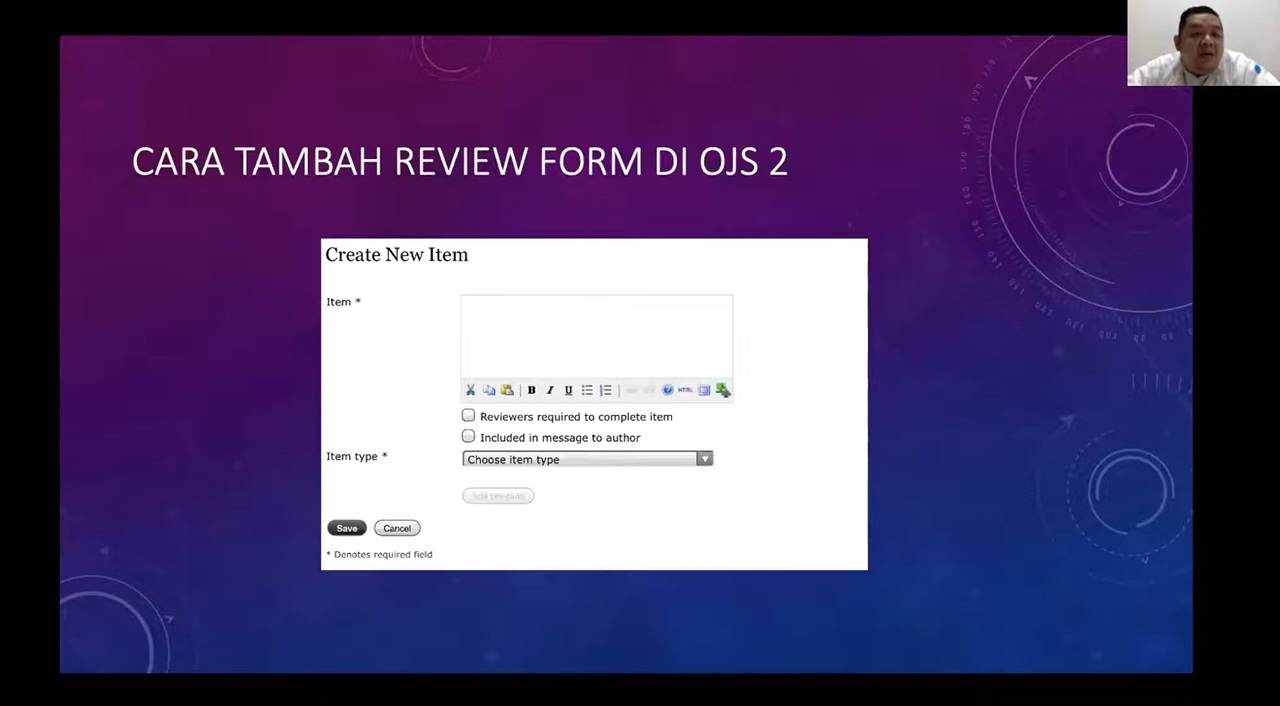 CARA TAMBAH REVIEW FORM DI OJS 2
Create New Item
Item *
B I U HTML
Reviewers required to complete item
Included in message to author
Item type *
Choose item type
Save
Cancel
* Denotes required field